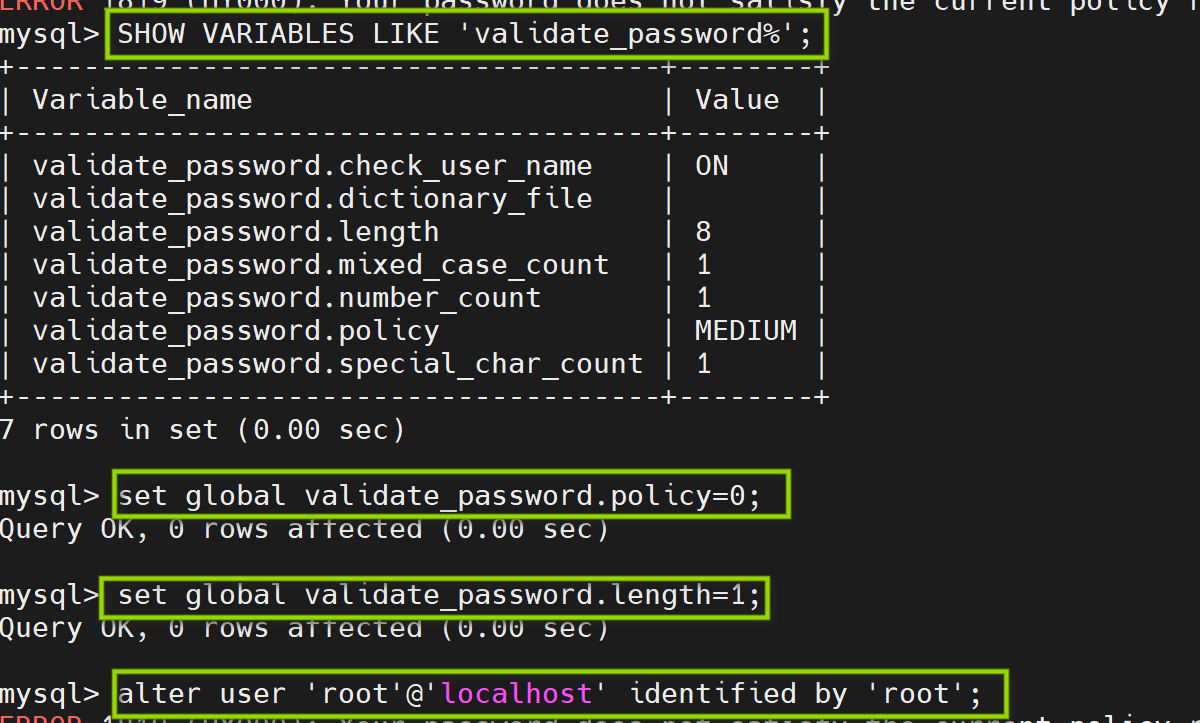 ERROR 1819 (HY000): Your password does not satisfy the current policy
mysql> SHOW VARIABLES LIKE 'validate_password%';
+--------------------------------------+--------+
| Variable_name                        | Value  |
+--------------------------------------+--------+
| validate_password.check_user_name    | ON     |
| validate_password.dictionary_file    |        |
| validate_password.length             | 8      |
| validate_password.mixed_case_count   | 1      |
| validate_password.number_count       | 1      |
| validate_password.policy             | MEDIUM |
| validate_password.special_char_count | 1      |
+--------------------------------------+--------+
7 rows in set (0.00 sec)
mysql> set global validate_password.policy=0;
Query OK, 0 rows affected (0.00 sec)
mysql> set global validate_password.length=1;
Query OK, 0 rows affected (0.00 sec)
mysql> alter user 'root'@'localhost' identified by 'root';
ERROR 1819 (HY000): Your password does not satisfy the current policy